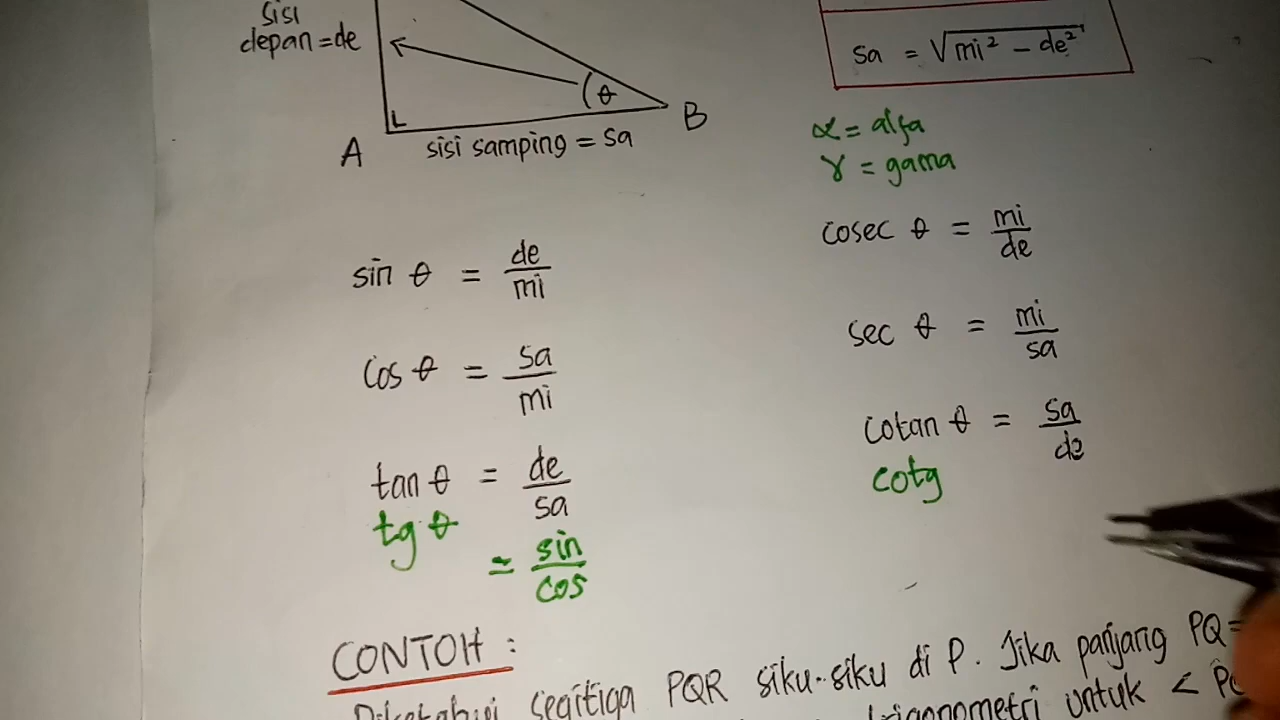 sisi
depan = de
θ
A
B
sisi samping = sa
sa = √mi² - de²
α = alfa
γ = gama
sin θ = de/mi
cos θ = sa/mi
tan θ = de/sa
tg θ = sin/cos
cosec θ = mi/de
sec θ = mi/sa
cotan θ = sa/de
cotg
CONTOH :
segitiga PQR siku-siku di P. Jika panjang PQ =
trigonometri untuk <